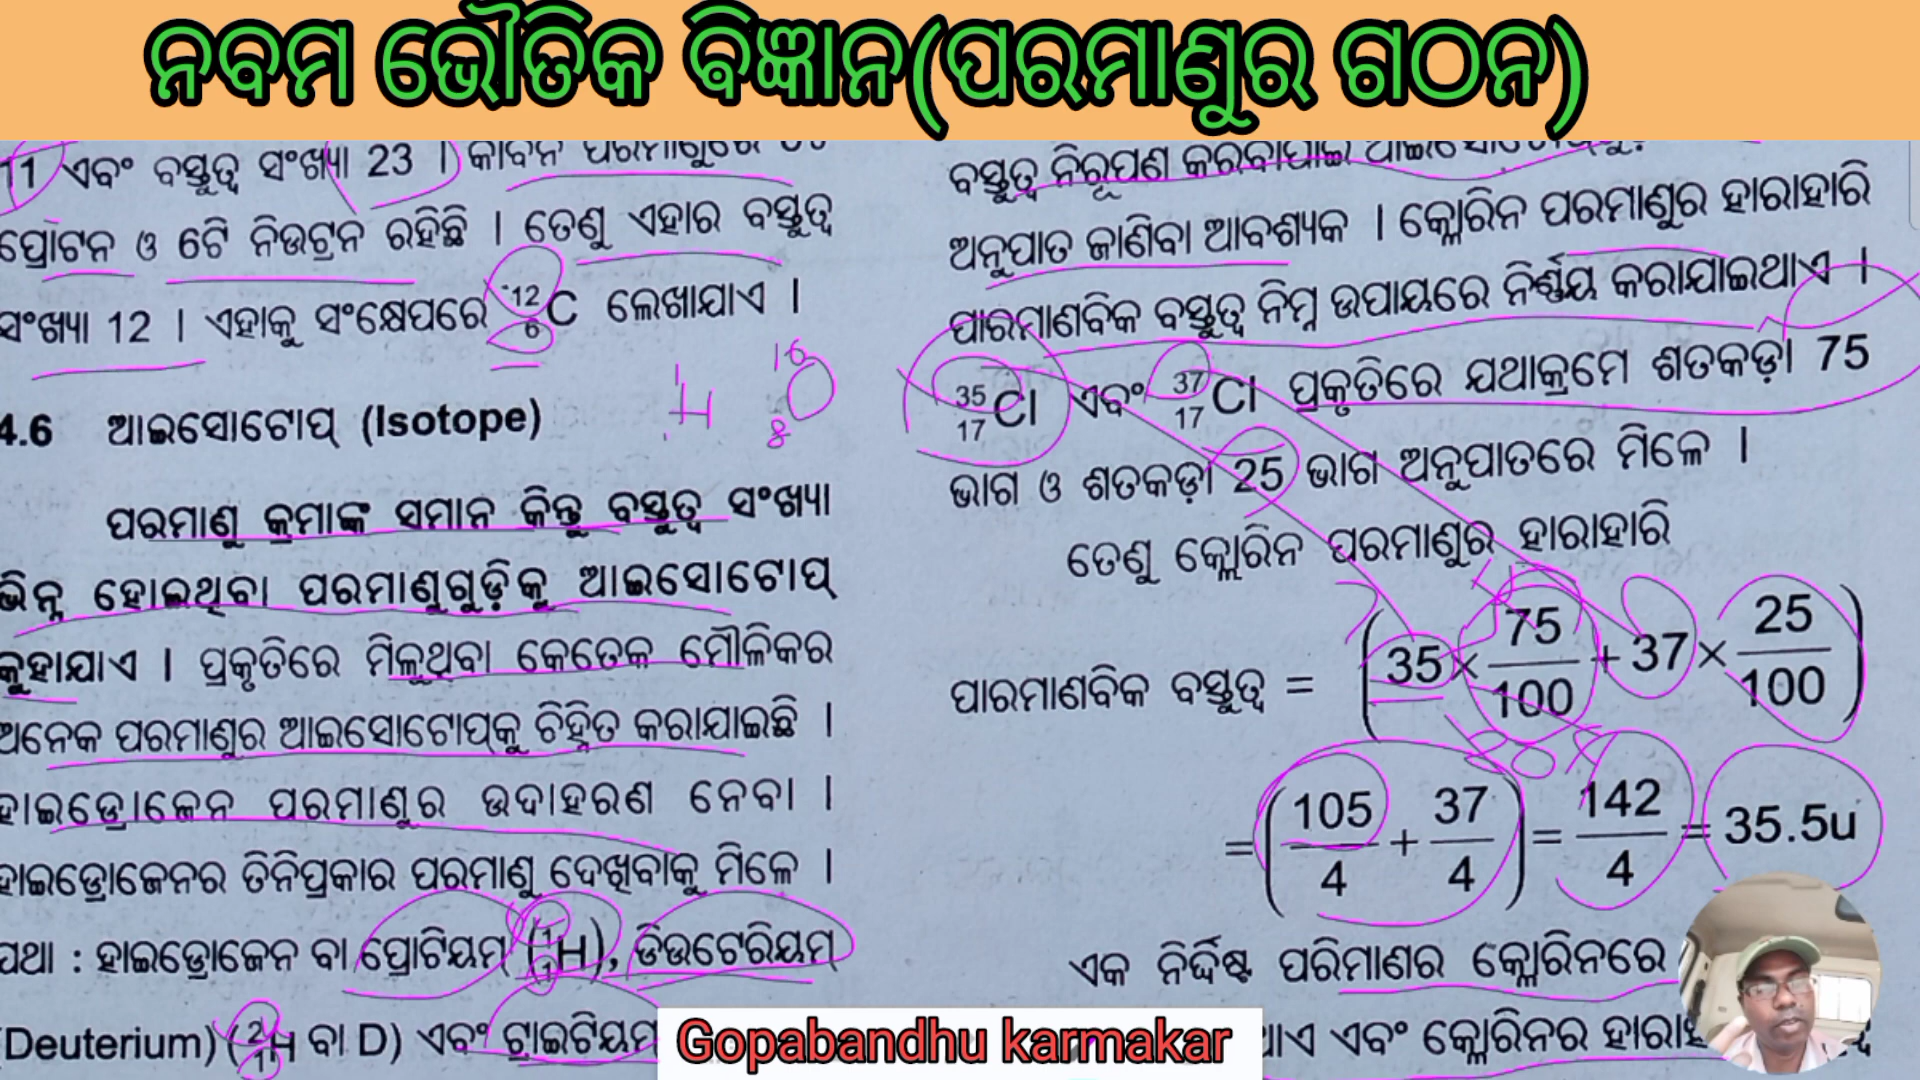 ନବମ ଭୌତିକ ବିଜ୍ଞାନ(ପରମାଣୁର ଗଠନ)
11 ଏବଂ ବସ୍ତୁତ୍ୱ ସଂଖ୍ୟା 23 । କାର୍ବନ ପରମାଣୁରେ
ପ୍ରୋଟନ ଓ 6ଟି ନିଉଟ୍ରନ ରହିଛି । ତେଣୁ ଏହାର ବସ୍ତୁତ୍ୱ
ସଂଖ୍ୟା 12 । ଏହାକୁ ସଂକ୍ଷେପରେ ¹²₆C ଲେଖାଯାଏ ।
¹H ¹⁶₈O
4.6 ଆଇସୋଟୋପ୍ (Isotope)
ପରମାଣୁ କ୍ରମାଙ୍କ ସମାନ କିନ୍ତୁ ବସ୍ତୁତ୍ୱ ସଂଖ୍ୟା
ଭିନ୍ନ ହୋଇଥିବା ପରମାଣୁଗୁଡ଼ିକୁ ଆଇସୋଟୋପ୍
କୁହାଯାଏ । ପ୍ରକୃତିରେ ମିଳୁଥିବା କେତେକ ମୌଳିକର
ଅନେକ ପରମାଣୁର ଆଇସୋଟୋପ୍‌କୁ ଚିହ୍ନିତ କରାଯାଇଛି ।
ହାଇଡ୍ରୋଜେନ ପରମାଣୁର ଉଦାହରଣ ନେବା ।
ହାଇଡ୍ରୋଜେନର ତିନିପ୍ରକାର ପରମାଣୁ ଦେଖିବାକୁ ମିଳେ ।
ଯଥା : ହାଇଡ୍ରୋଜେନ ବା ପ୍ରୋଟିୟମ୍ (¹₁H), ଡିଉଟେରିୟମ୍
(Deuterium) (²₁H ବା D) ଏବଂ ଟ୍ରାଇଟିୟମ
ବସ୍ତୁତ୍ୱ ନିରୂପଣ କରିବାପାଇଁ
ଅନୁପାତ ଜାଣିବା ଆବଶ୍ୟକ । କ୍ଲୋରିନ ପରମାଣୁର ହାରାହାରି
ପାରମାଣବିକ ବସ୍ତୁତ୍ୱ ନିମ୍ନ ଉପାୟରେ ନିର୍ଣ୍ଣୟ କରାଯାଇଥାଏ ।
³⁵₁₇Cl ଏବଂ ³⁷₁₇Cl ପ୍ରକୃତିରେ ଯଥାକ୍ରମେ ଶତକଡ଼ା 75
ଭାଗ ଓ ଶତକଡ଼ା 25 ଭାଗ ଅନୁପାତରେ ମିଳେ ।
ତେଣୁ କ୍ଲୋରିନ ପରମାଣୁର ହାରାହାରି
ପାରମାଣବିକ ବସ୍ତୁତ୍ୱ = (35 × 75/100 + 37 × 25/100)
= (105/4 + 37/4) = 142/4 = 35.5u
ଏକ ନିର୍ଦ୍ଦିଷ୍ଟ ପରିମାଣର କ୍ଲୋରିନରେ
ଥାଏ ଏବଂ କ୍ଲୋରିନର
Gopabandhu karmakar